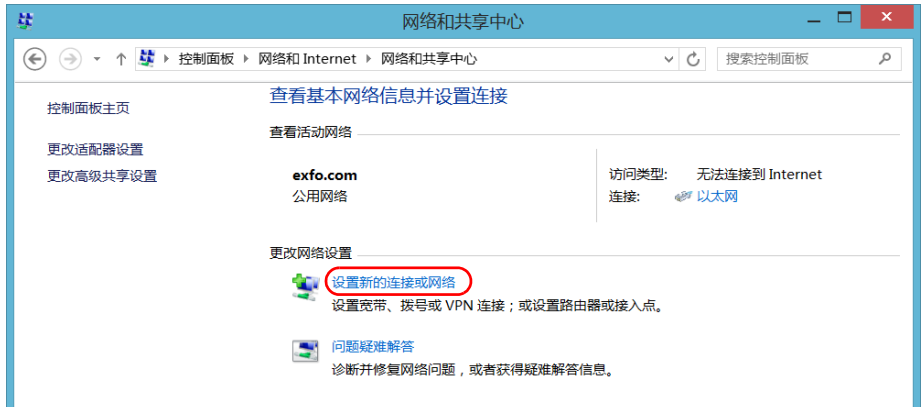 网络和共享中心
控制面板 网络和 Internet 网络和共享中心 搜索控制面板
控制面板主页
更改适配器设置
更改高级共享设置
查看基本网络信息并设置连接
查看活动网络
exfo.com
公用网络
访问类型: 无法连接到 Internet
连接: 以太网
更改网络设置
设置新的连接或网络
设置宽带、拨号或 VPN 连接；或设置路由器或接入点。
问题疑难解答
诊断并修复网络问题，或者获得疑难解答信息。